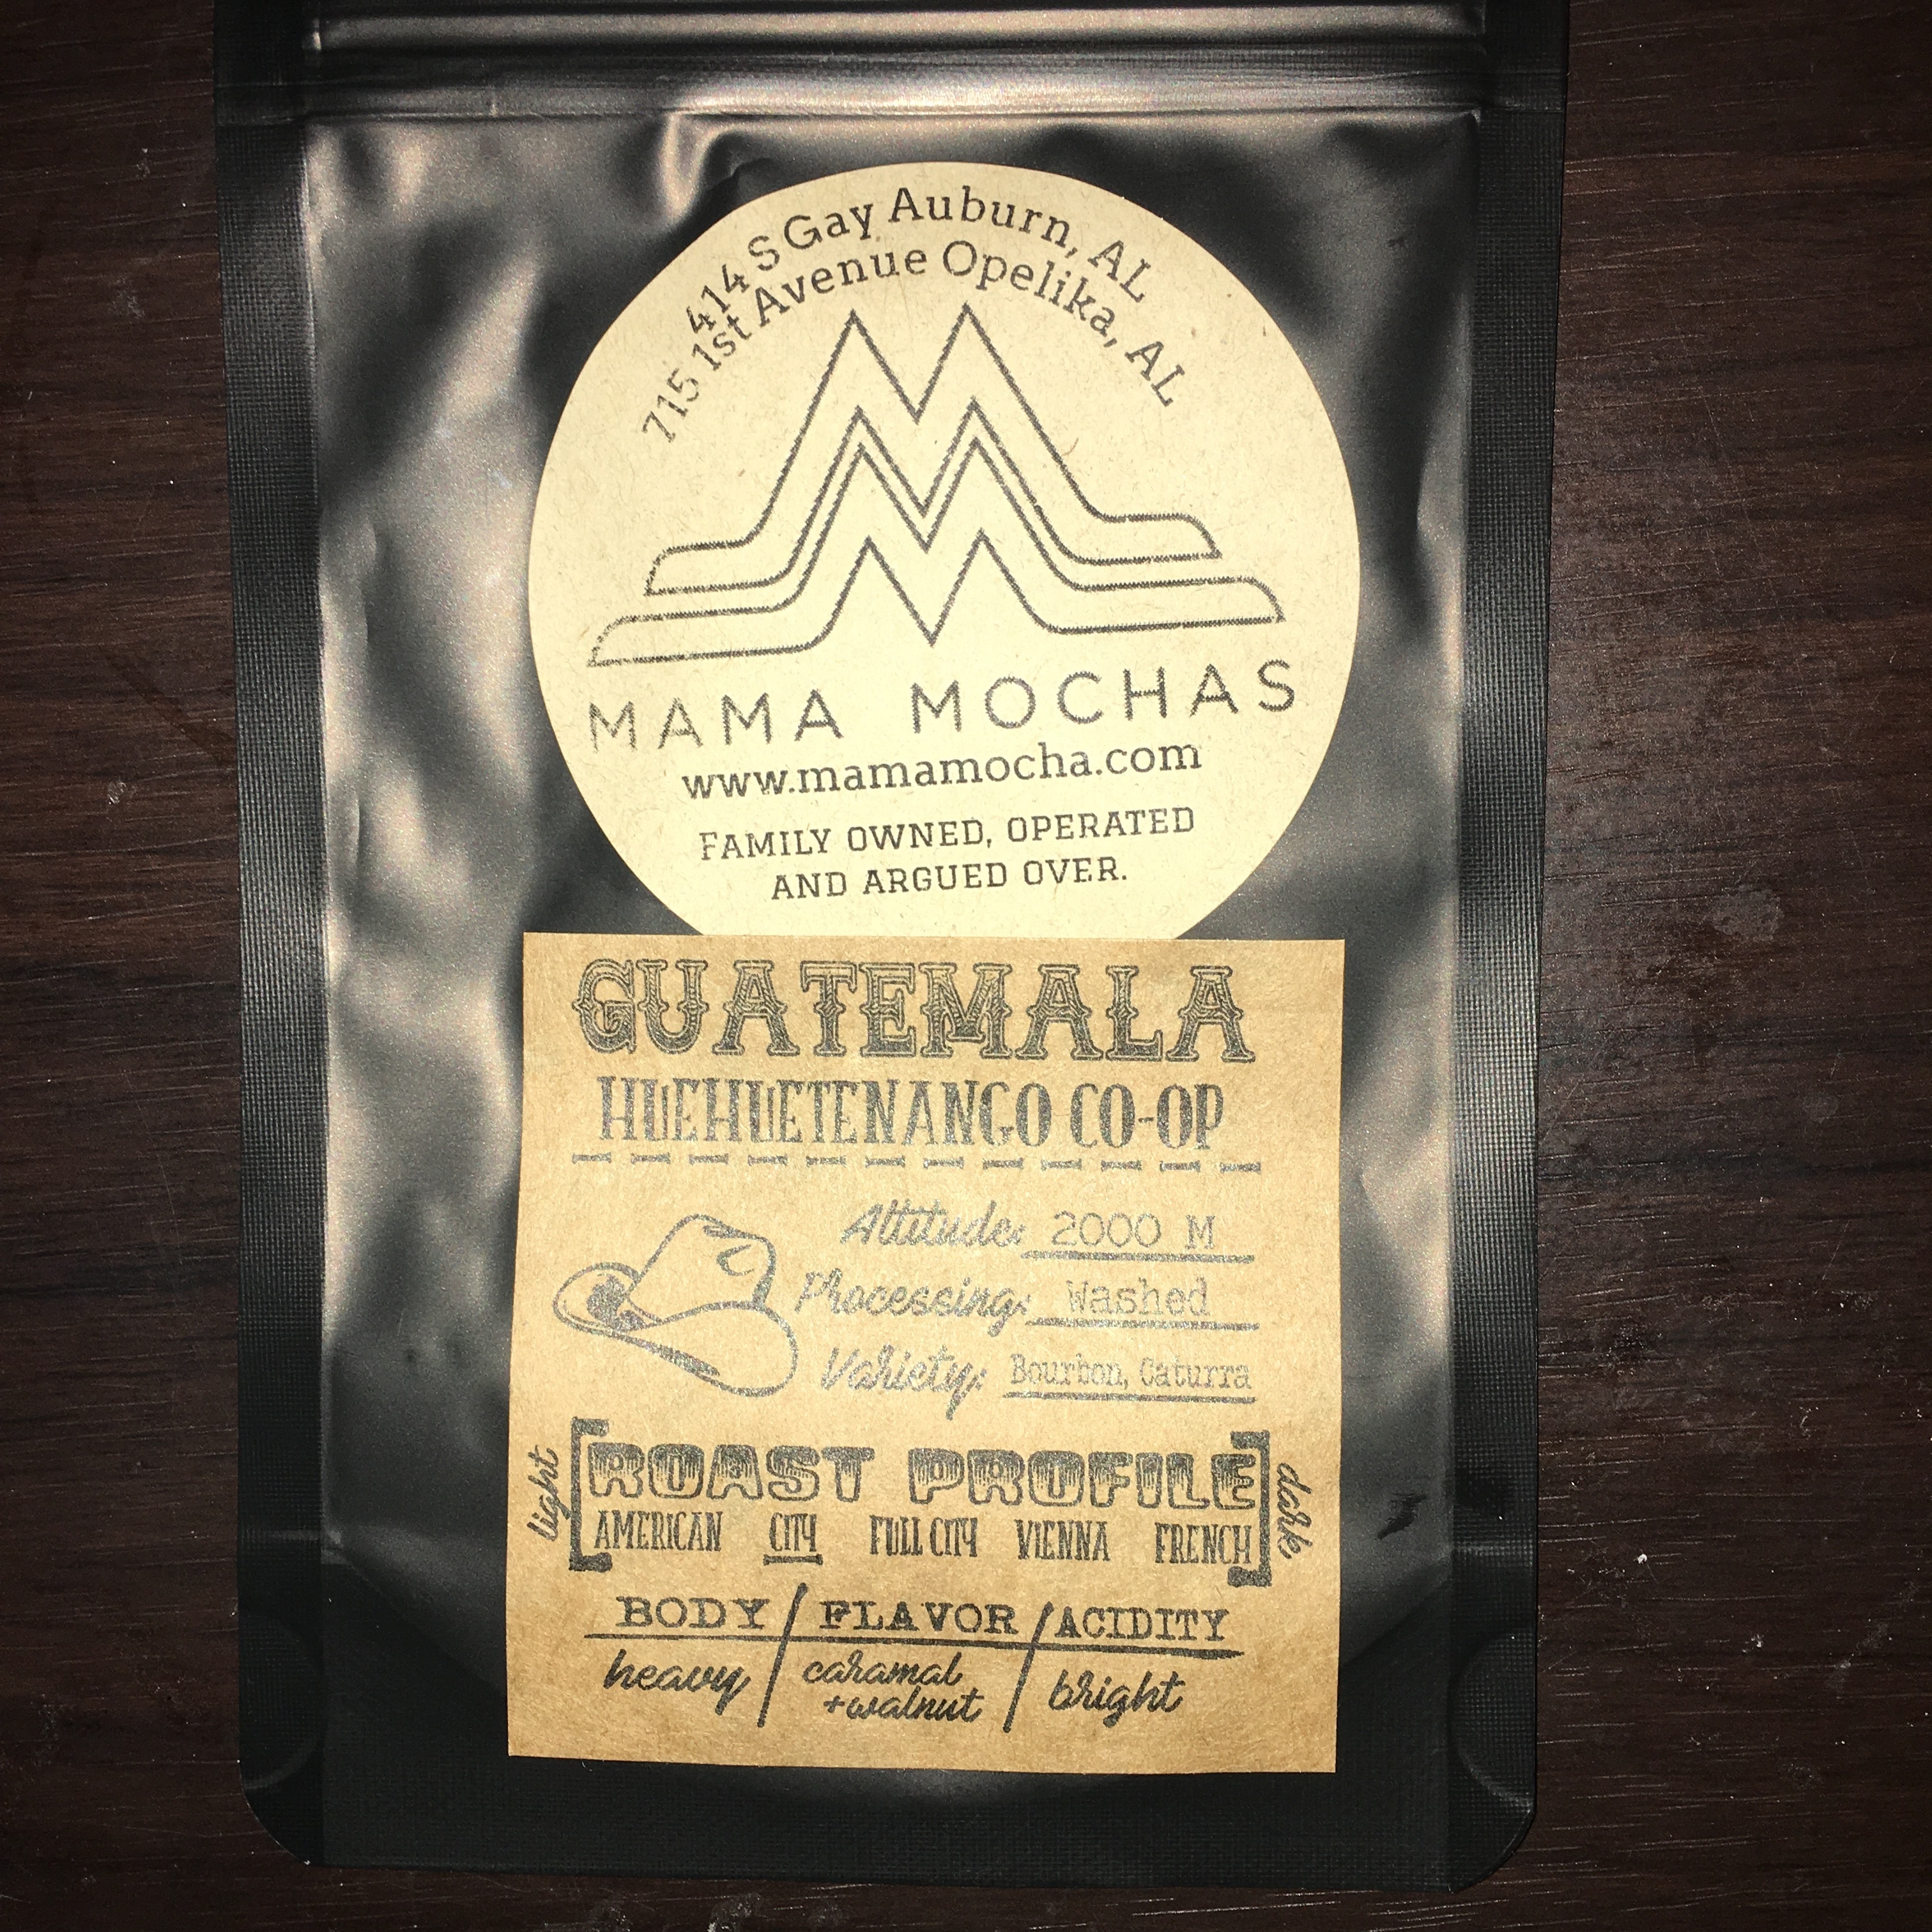 414 S Gay Auburn, AL
715 1st Avenue Opelika, AL
MAMA MOCHAS
www.mamamocha.com
FAMILY OWNED, OPERATED
AND ARGUED OVER.
GUATEMALA
HUEHUETENANGO CO-OP
Altitude: 2000 M
Processing: Washed
Variety: Bourbon, Caturra
light
ROAST PROFILE
dark
AMERICAN CITY FULL CITY VIENNA FRENCH
BODY / FLAVOR / ACIDITY
heavy / caramal / bright
+walnut